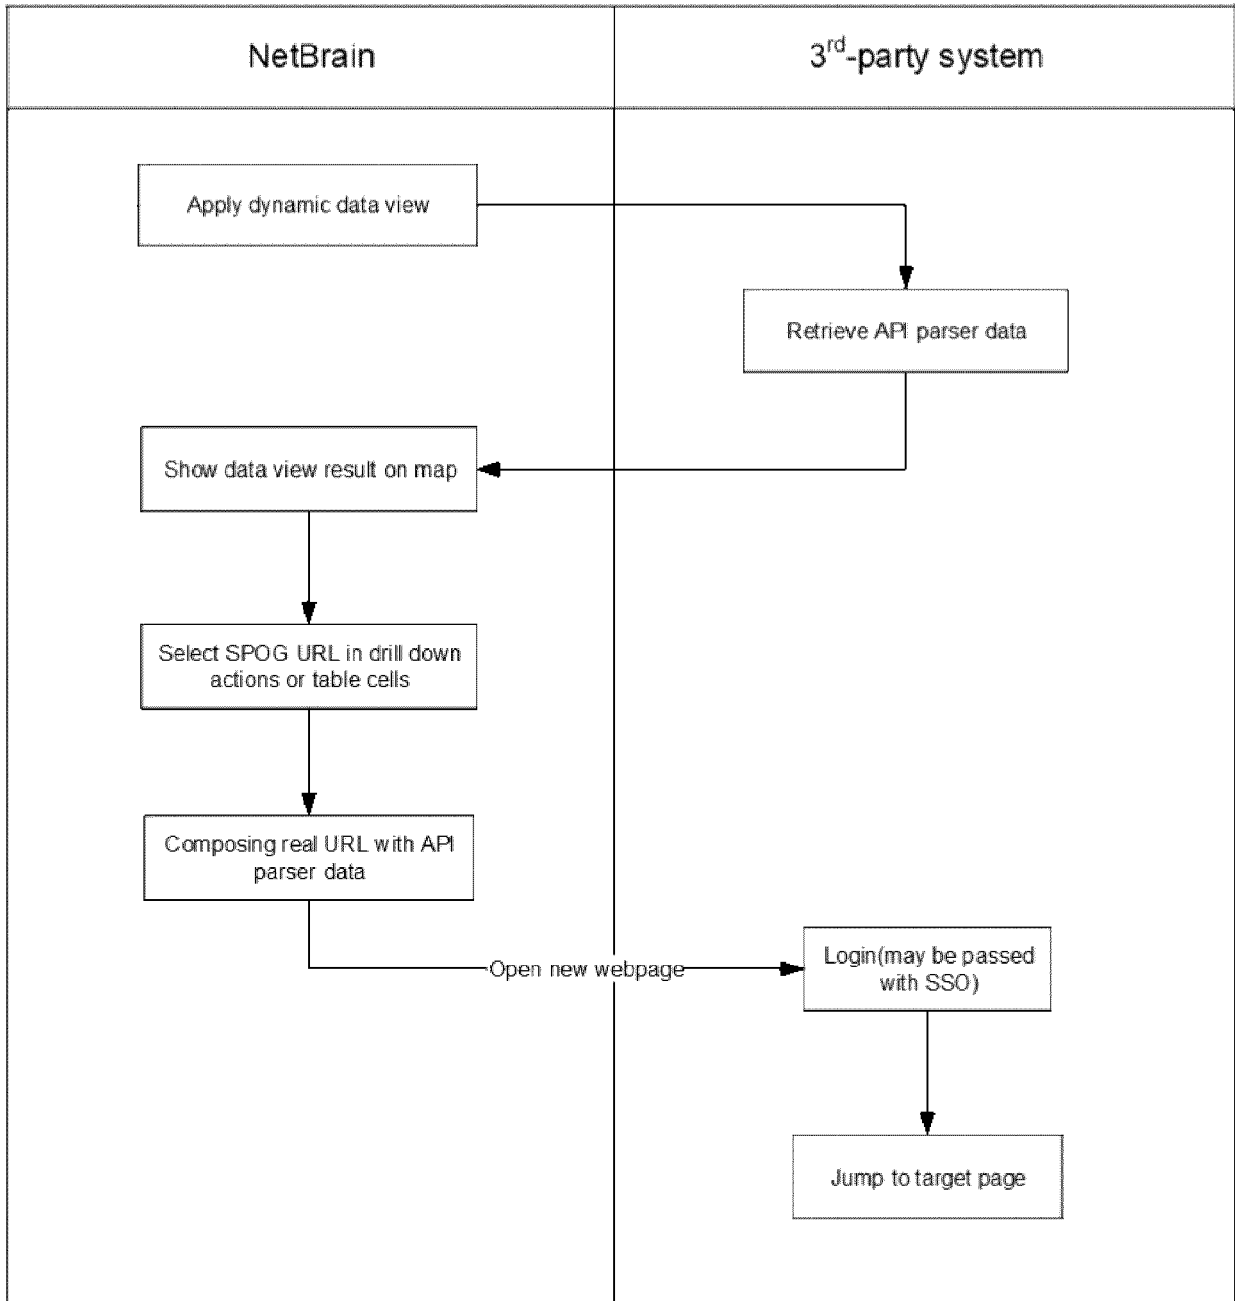 NetBrain
3rd-party system
Apply dynamic data view
Retrieve API parser data
Show data view result on map
Select SPOG URL in drill down
actions or table cells
Composing real URL with API
parser data
Open new webpage
Login(may be passed
with SSO)
Jump to target page